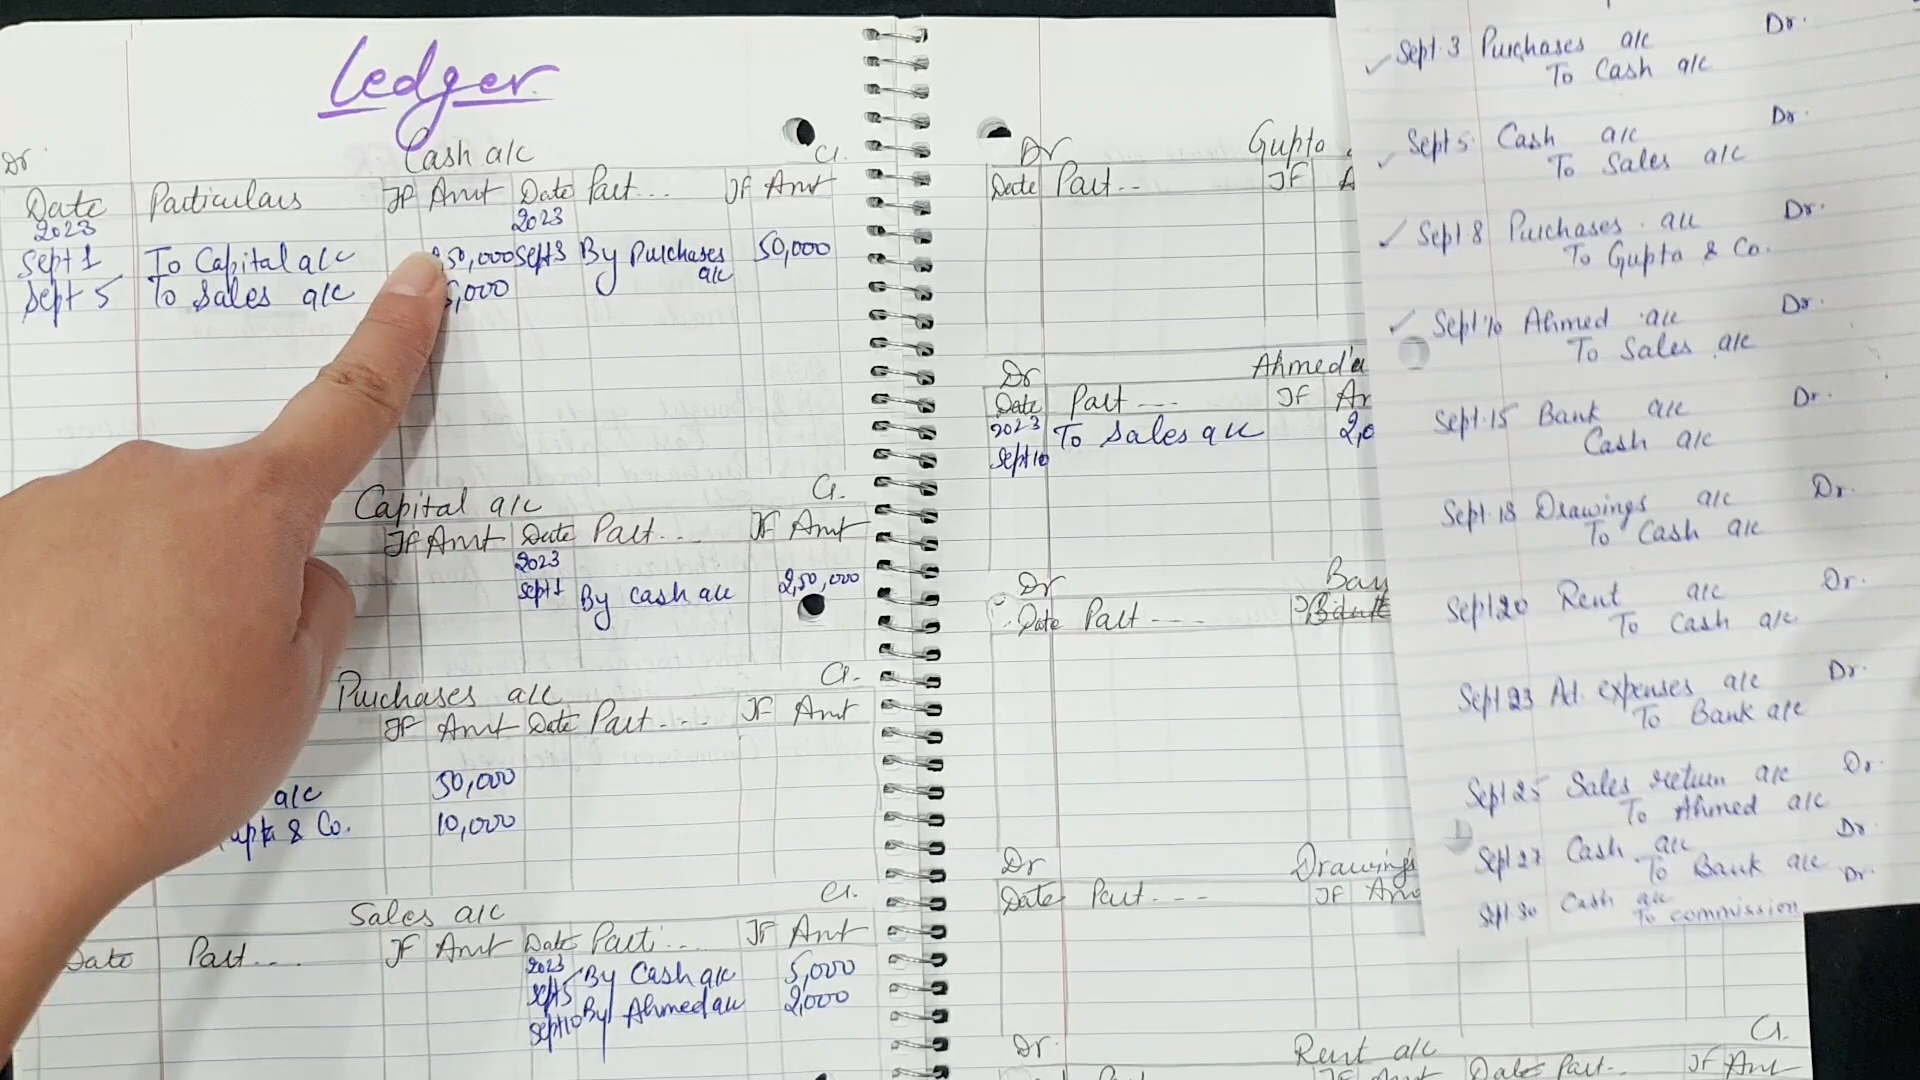 Ledger
Cash a/c
Dr.
Cr.
Date Particulars JF Amt Date Part... JF Amt
2023 2023
Sept 1 To Capital a/c 50,000 Sept 3 By Purchases a/c 50,000
Sept 5 To Sales a/c 5,000
Capital a/c Cr.
JF Amt Date Part.... JF Amt
2023
Sept 1 By cash a/c 2,50,000
Purchases a/c Cr.
JF Amt Date Part... JF Amt
a/c 50,000
upta & Co. 10,000
Sales a/c Cr.
Date Part.... JF Amt Date Parti... JF Amt
2023
Sept 5 By Cash a/c 5,000
Sept 10 By Ahmed a/c 2,000
Dr Gupta
Date Part... JF A
Dr Ahmed's
Date Part.... JF Am
2023
Sept 10 To Sales a/c 2,0
Dr Ban
Date Part ---- J
Dr Drawings
Date Part.... JF Am
Dr. Rent a/c Cr.
Date Part... JF Amt
Sept. 3 Purchases a/c Dr.
To Cash a/c
Sept 5 Cash a/c Dr.
To Sales a/c
Sept 8 Purchases a/c Dr.
To Gupta & Co.
Sept 10 Ahmed a/c Dr.
To Sales a/c
Sept. 15 Bank a/c Dr.
Cash a/c
Sept. 18 Drawings a/c Dr.
To Cash a/c
Sept 20 Rent a/c Dr.
To Cash a/c
Sept 23 Ad. expenses a/c Dr.
To Bank a/c
Sept 25 Sales return a/c Dr.
To Ahmed a/c
Sept 27 Cash a/c Dr
To Bank a/c
Sept 30 Cash a/c Dr.
To commission